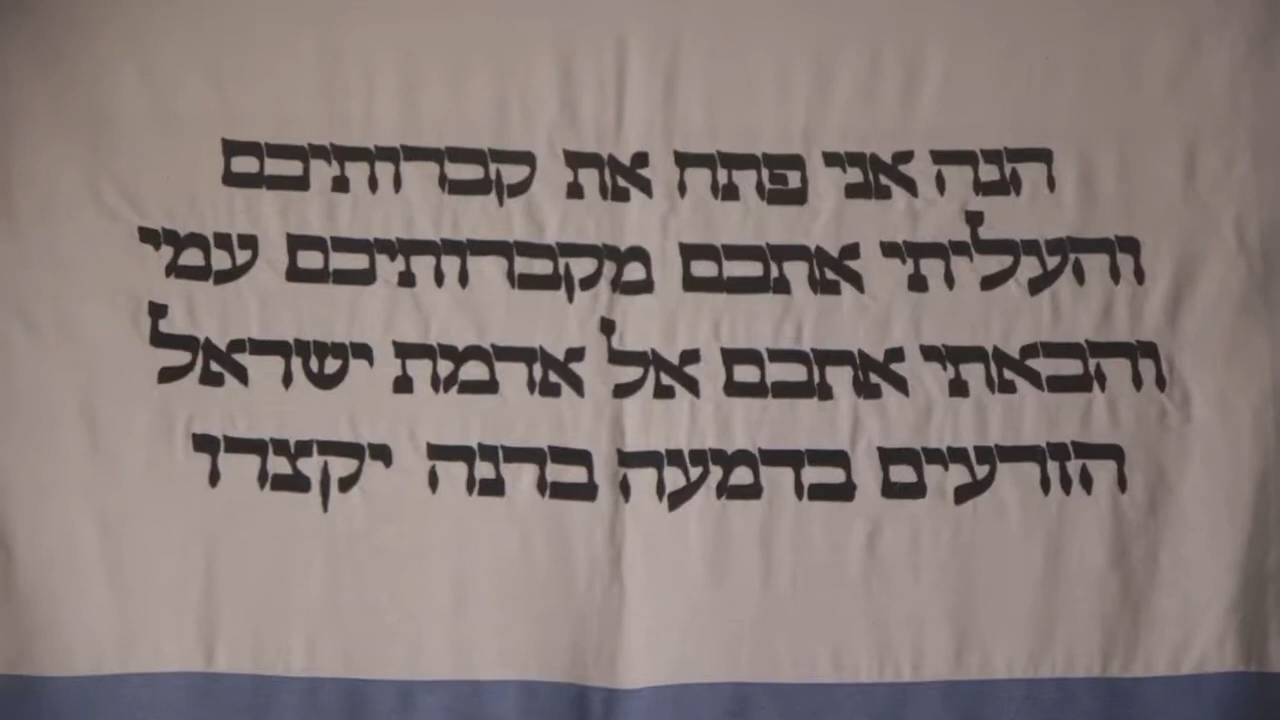 הנה אני פתח את קברותיכם
והעליתי אתכם מקברותיכם עמי
והבאתי אתכם אל אדמת ישראל
הזרעים בדמעה ברנה יקצרו